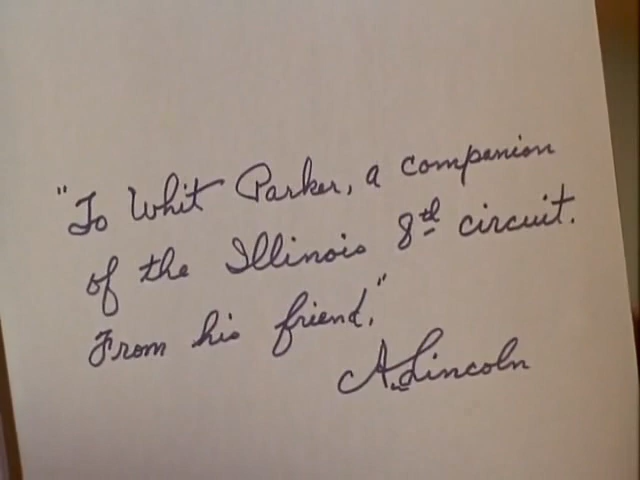 "To Whit Parker, a companion
of the Illinois 8th circuit.
From his friend,"
A. Lincoln